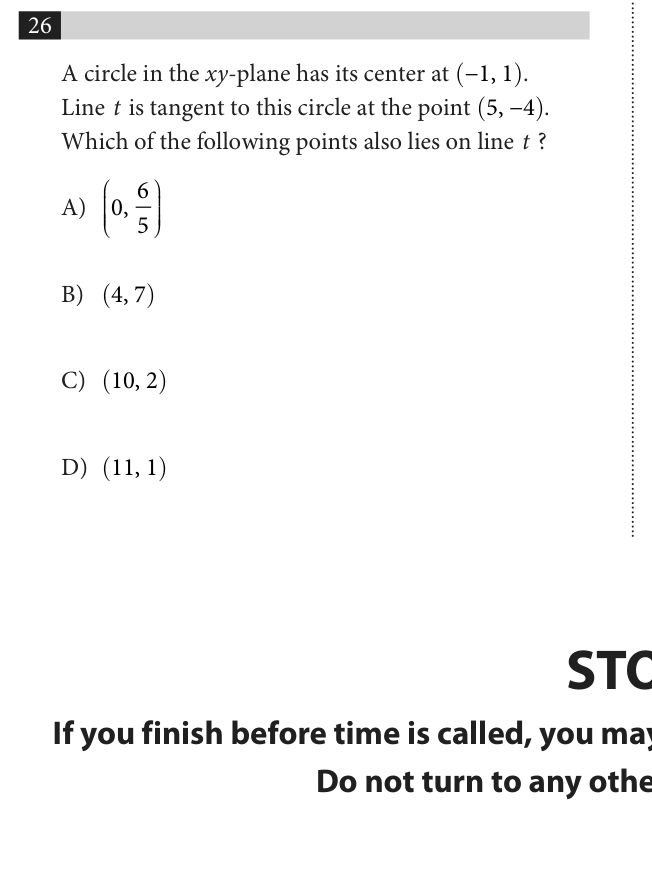 26
A circle in the xy-plane has its center at (−1, 1).
Line t is tangent to this circle at the point (5, −4).
Which of the following points also lies on line t ?
A) (0, 6/5)
B) (4, 7)
C) (10, 2)
D) (11, 1)
STO
If you finish before time is called, you may
Do not turn to any othe